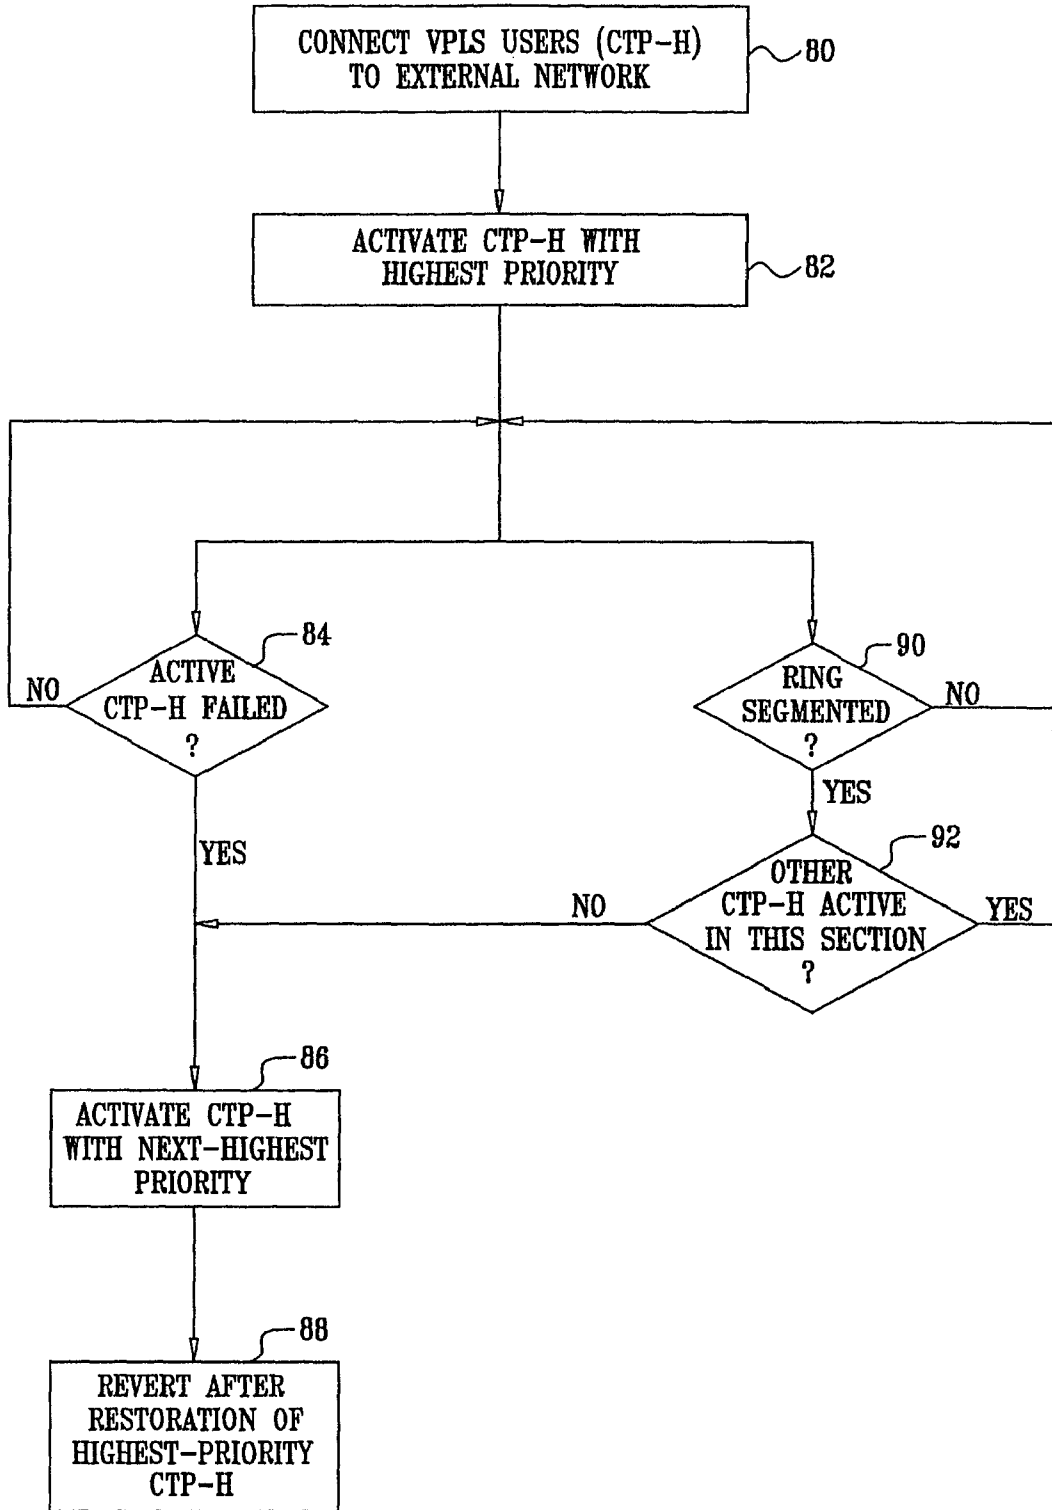 CONNECT VPLS USERS (CTP-H)
TO EXTERNAL NETWORK
80
ACTIVATE CTP-H WITH
HIGHEST PRIORITY
82
84
ACTIVE
CTP-H FAILED
?
NO
YES
90
RING
SEGMENTED
?
NO
YES
92
OTHER
CTP-H ACTIVE
IN THIS SECTION
?
NO
YES
86
ACTIVATE CTP-H
WITH NEXT-HIGHEST
PRIORITY
88
REVERT AFTER
RESTORATION OF
HIGHEST-PRIORITY
CTP-H